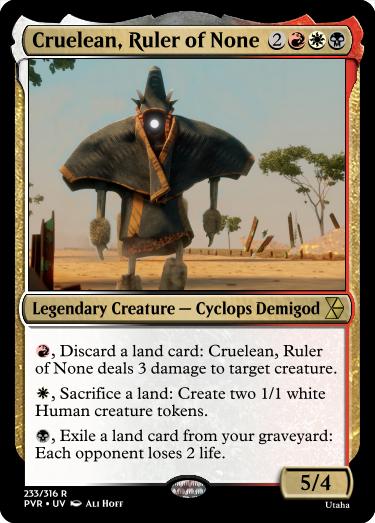 Cruelean, Ruler of None 2
Legendary Creature — Cyclops Demigod
, Discard a land card: Cruelean, Ruler
of None deals 3 damage to target creature.
, Sacrifice a land: Create two 1/1 white
Human creature tokens.
, Exile a land card from your graveyard:
Each opponent loses 2 life.
5/4
233/316 R
PVR • UV Ali Hoff
Utaha